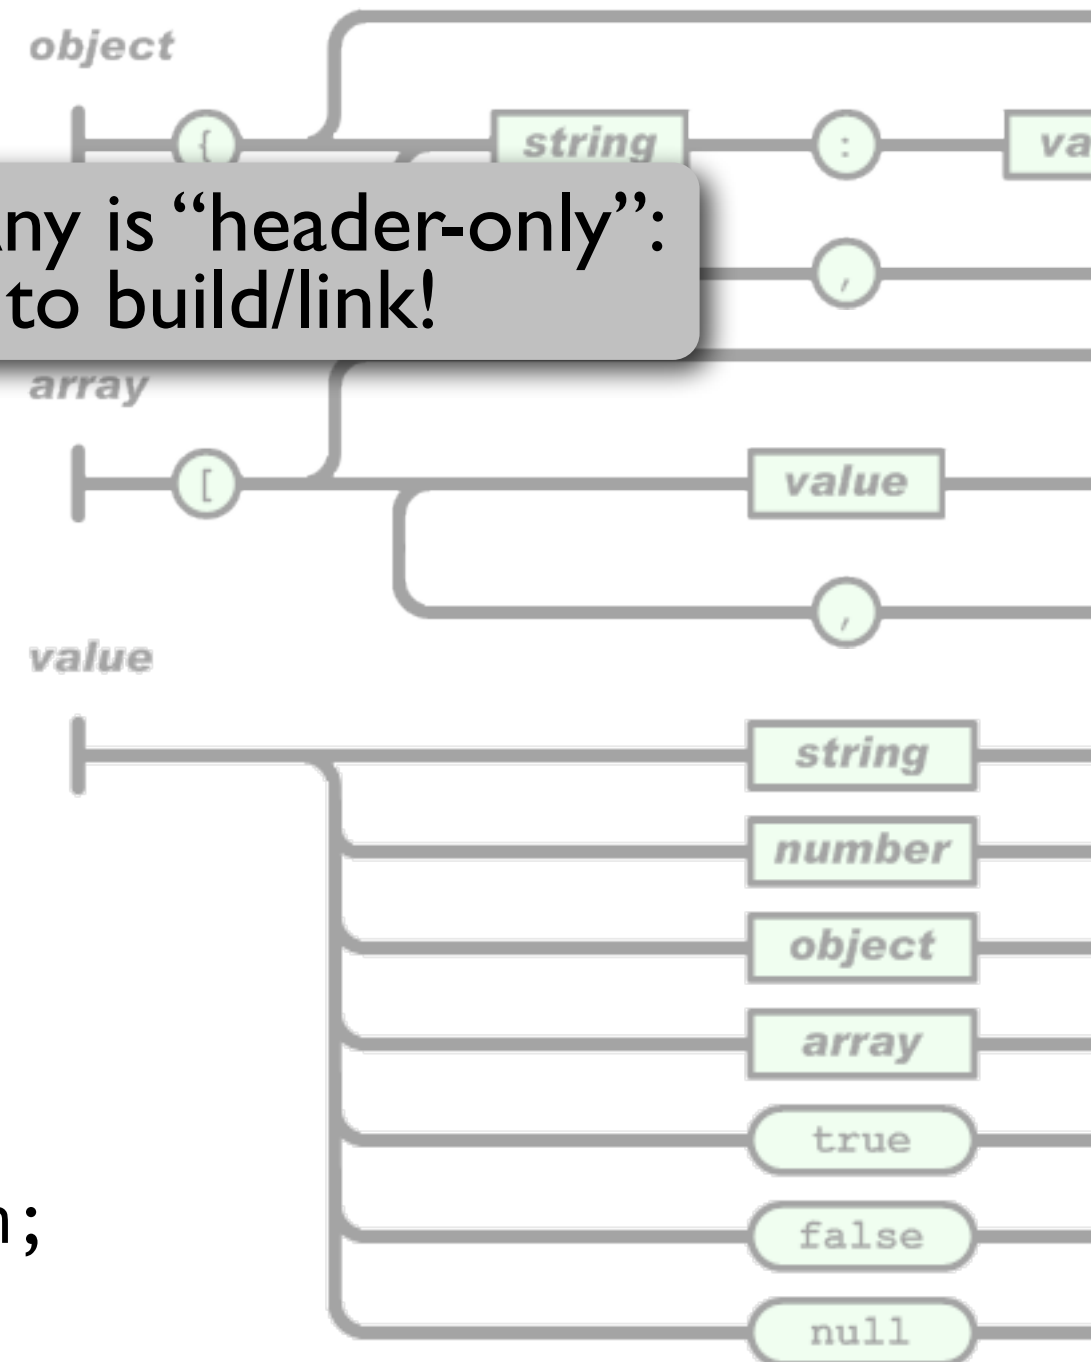 object
{ string :
ny is “header-only”:
,
to build/link!
array
[ value
,
value
string
number
object
array
true
n;
false
null